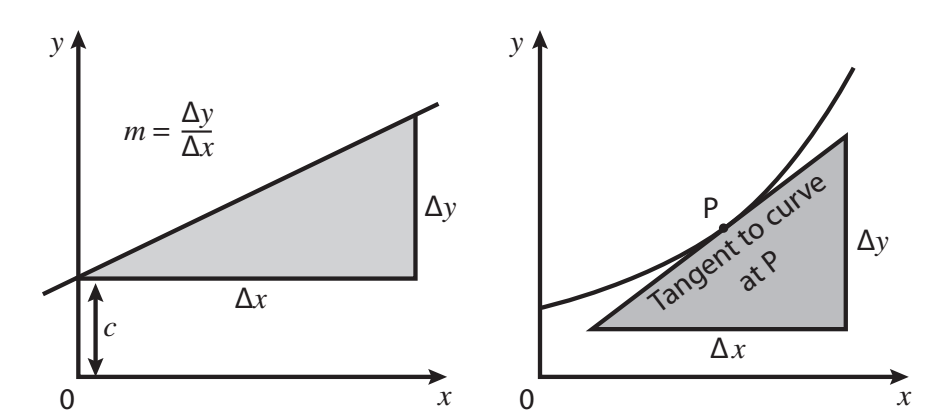 y
m = Δy/Δx
Δy
Δx
c
0
x
y
P
Tangent to curve
at P
Δy
Δx
0
x